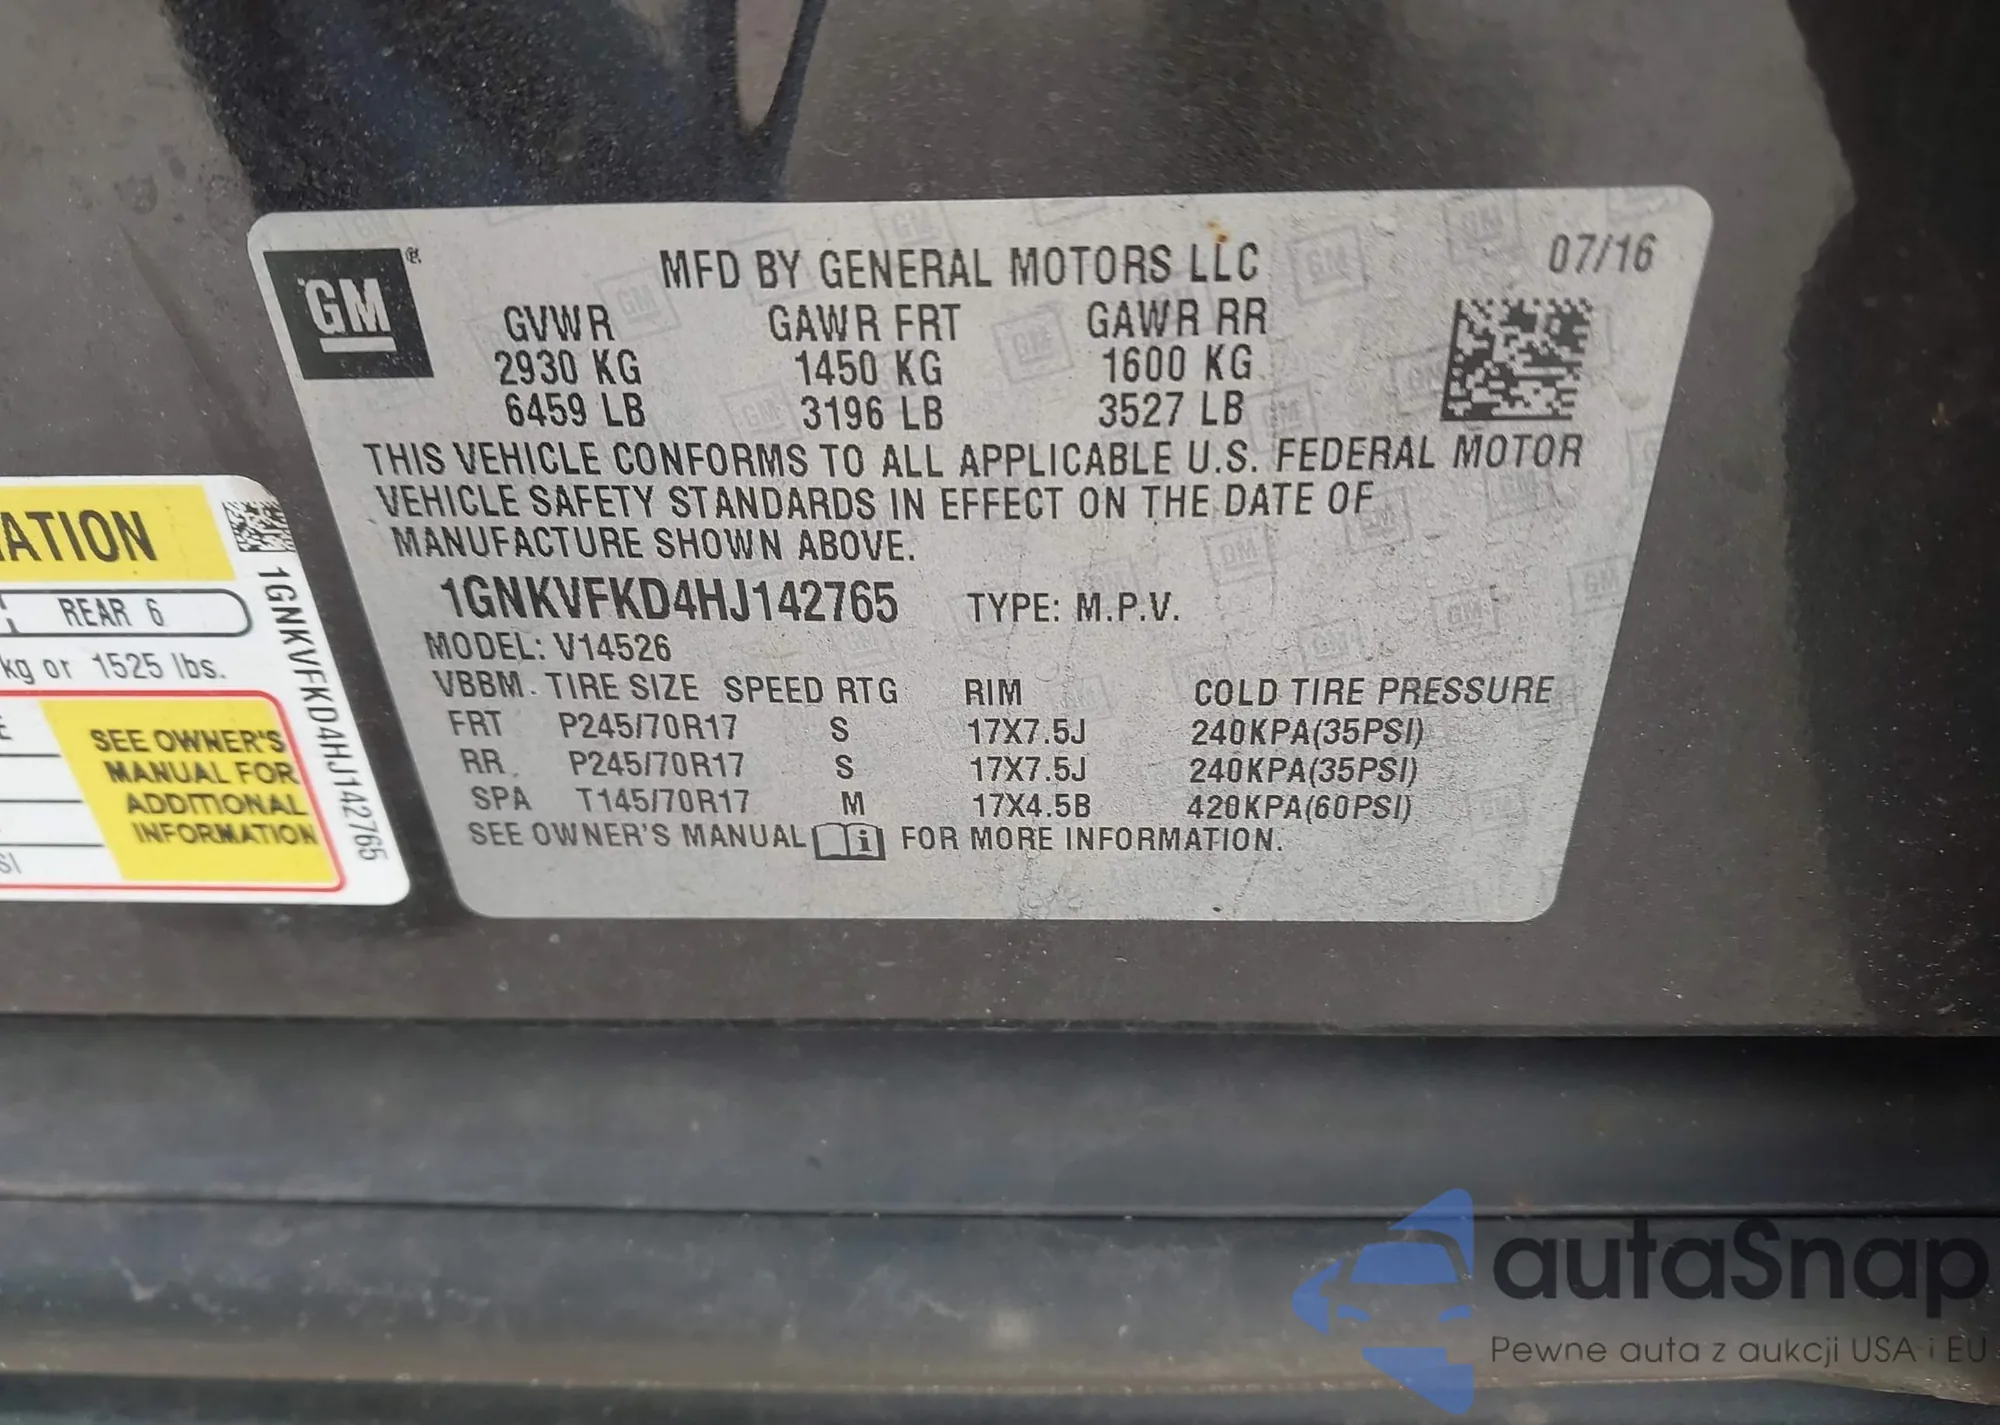 GM®
MFD BY GENERAL MOTORS LLC 07/16
GVWR GAWR FRT GAWR RR
2930 KG 1450 KG 1600 KG
6459 LB 3196 LB 3527 LB
THIS VEHICLE CONFORMS TO ALL APPLICABLE U.S. FEDERAL MOTOR
VEHICLE SAFETY STANDARDS IN EFFECT ON THE DATE OF
MANUFACTURE SHOWN ABOVE.
1GNKVFKD4HJ142765 TYPE: M.P.V.
MODEL: V14526
VBBM TIRE SIZE SPEED RTG RIM COLD TIRE PRESSURE
FRT P245/70R17 S 17X7.5J 240KPA(35PSI)
RR P245/70R17 S 17X7.5J 240KPA(35PSI)
SPA T145/70R17 M 17X4.5B 420KPA(60PSI)
SEE OWNER'S MANUAL i FOR MORE INFORMATION.
ATION
REAR 6
kg or 1525 lbs.
SEE OWNER'S
MANUAL FOR
ADDITIONAL
INFORMATION
1GNKVFKD4HJ142765
autaSnap
Pewne auta z aukcji USA i EU